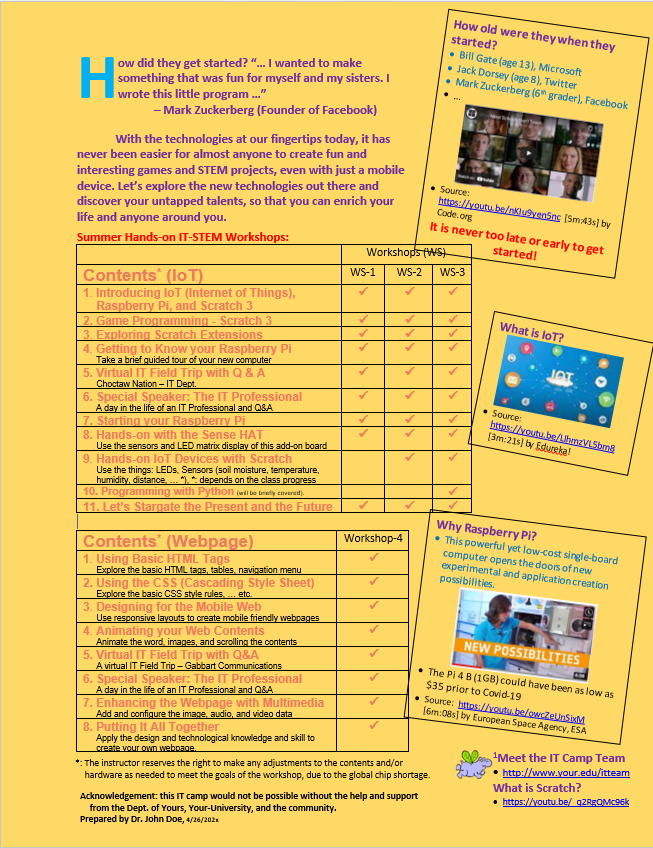 How did they get started? “… I wanted to make
something that was fun for myself and my sisters. I
wrote this little program …”
– Mark Zuckerberg (Founder of Facebook)
With the technologies at our fingertips today, it has
never been easier for almost anyone to create fun and
interesting games and STEM projects, even with just a mobile
device. Let’s explore the new technologies out there and
discover your untapped talents, so that you can enrich your
life and anyone around you.
How old were they when they
started?
• Bill Gate (age 13), Microsoft
• Jack Dorsey (age 8), Twitter
• Mark Zuckerberg (6th grader), Facebook
• …
• Source:
https://youtu.be/nKIu9yen5nc [5m:43s] by
Code.org
It is never too late or early to get
started!
Summer Hands-on IT-STEM Workshops:
Workshops (WS)
Contents* (IoT) WS-1 WS-2 WS-3
1. Introducing IoT (Internet of Things), ✓ ✓ ✓
Raspberry Pi, and Scratch 3
2. Game Programming - Scratch 3 ✓ ✓ ✓
3. Exploring Scratch Extensions ✓ ✓ ✓
4. Getting to Know your Raspberry Pi ✓ ✓ ✓
Take a brief guided tour of your new computer
5. Virtual IT Field Trip with Q & A ✓ ✓ ✓
Choctaw Nation – IT Dept.
6. Special Speaker: The IT Professional ✓ ✓ ✓
A day in the life of an IT Professional and Q&A
7. Starting your Raspberry Pi ✓ ✓ ✓
8. Hands-on with the Sense HAT ✓ ✓ ✓
Use the sensors and LED matrix display of this add-on board
9. Hands-on IoT Devices with Scratch ✓ ✓
Use the things: LEDs, Sensors (soil moisture, temperature,
humidity, distance, … *), *: depends on the class progress
10. Programming with Python (will be briefly covered). ✓
11. Let’s Stargate the Present and the Future ✓ ✓ ✓
What is IoT?
IOT
• Source:
https://youtu.be/LlhmzVL5bm8
[3m:21s] by Edureka!
Contents* (Webpage) Workshop-4
1. Using Basic HTML Tags ✓
Explore the basic HTML tags, tables, navigation menu
2. Using the CSS (Cascading Style Sheet) ✓
Explore the basic CSS style rules, … etc.
3. Designing for the Mobile Web ✓
Use responsive layouts to create mobile friendly webpages
4. Animating your Web Contents ✓
Animate the word, images, and scrolling the contents
5. Virtual IT Field Trip with Q&A ✓
A virtual IT Field Trip – Gabbart Communications
6. Special Speaker: The IT Professional ✓
A day in the life of an IT Professional and Q&A
7. Enhancing the Webpage with Multimedia ✓
Add and configure the image, audio, and video data
8. Putting It All Together ✓
Apply the design and technological knowledge and skill to
create your own webpage.
Why Raspberry Pi?
• This powerful yet low-cost single-board
computer opens the doors of new
experimental and application creation
possibilities.
NEW POSSIBILITIES
• The Pi 4 B (1GB) could have been as low as
$35 prior to Covid-19
• Source: https://youtu.be/owcZeUnSixM
[6m:08s] by European Space Agency, ESA
*: The instructor reserves the right to make any adjustments to the contents and/or
hardware as needed to meet the goals of the workshop, due to the global chip shortage.
Acknowledgement: this IT camp would not be possible without the help and support
from the Dept. of Yours, Your-University, and the community.
Prepared by Dr. John Doe, 4/26/202x
1Meet the IT Camp Team
• http://www.your.edu/itteam
What is Scratch?
• https://youtu.be/_q2RgQMc96k